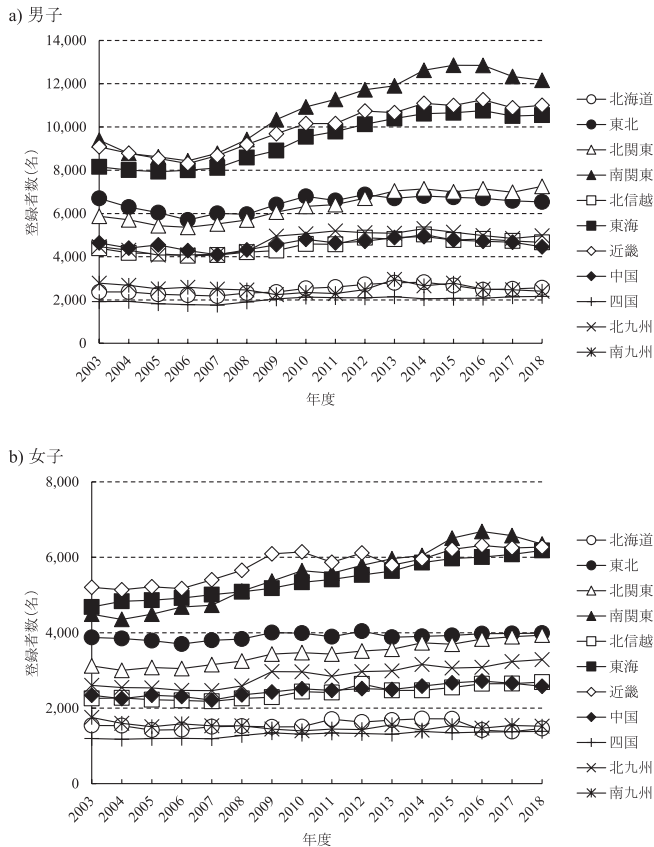 a) 男子
登録者数(名)
14,000
12,000
10,000
8,000
6,000
4,000
2,000
0
2003 2004 2005 2006 2007 2008 2009 2010 2011 2012 2013 2014 2015 2016 2017 2018
年度
北海道
東北
北関東
南関東
北信越
東海
近畿
中国
四国
北九州
南九州
b) 女子
登録者数(名)
8,000
6,000
4,000
2,000
0
2003 2004 2005 2006 2007 2008 2009 2010 2011 2012 2013 2014 2015 2016 2017 2018
年度
北海道
東北
北関東
南関東
北信越
東海
近畿
中国
四国
北九州
南九州